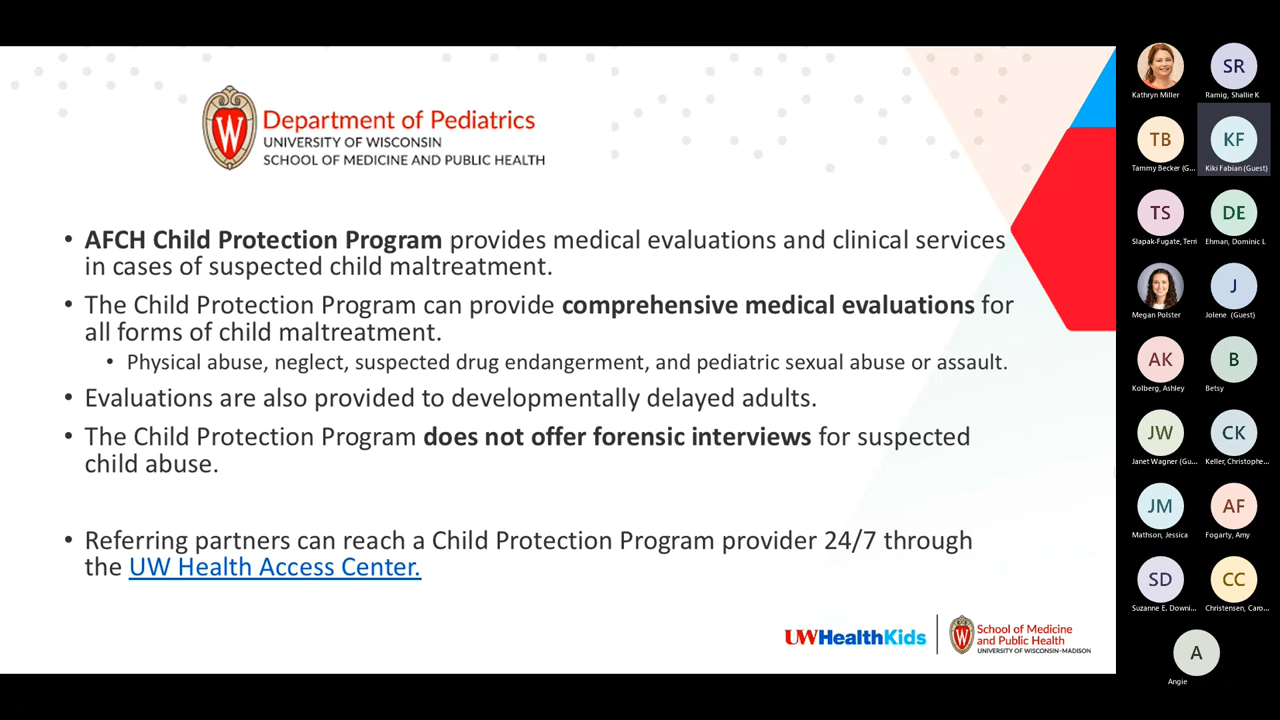 W
Department of Pediatrics
UNIVERSITY OF WISCONSIN
SCHOOL OF MEDICINE AND PUBLIC HEALTH
• AFCH Child Protection Program provides medical evaluations and clinical services
in cases of suspected child maltreatment.
• The Child Protection Program can provide comprehensive medical evaluations for
all forms of child maltreatment.
• Physical abuse, neglect, suspected drug endangerment, and pediatric sexual abuse or assault.
• Evaluations are also provided to developmentally delayed adults.
• The Child Protection Program does not offer forensic interviews for suspected
child abuse.
• Referring partners can reach a Child Protection Program provider 24/7 through
the UW Health Access Center.
UWHealthKids
W
School of Medicine
and Public Health
UNIVERSITY OF WISCONSIN–MADISON
Kathryn Miller
SR
Ramig, Shallie K
TB
Tammy Becker (G...
KF
Kiki Fabian (Guest)
TS
Slapak-Fugate, Terri
DE
Ehman, Dominic L
Megan Polster
J
Jolene (Guest)
AK
Kolberg, Ashley
B
Betsy
JW
Janet Wagner (Gu...
CK
Keller, Christophe...
JM
Mathson, Jessica
AF
Fogarty, Amy
SD
Suzanne E. Downi...
CC
Christensen, Caro...
A
Angie